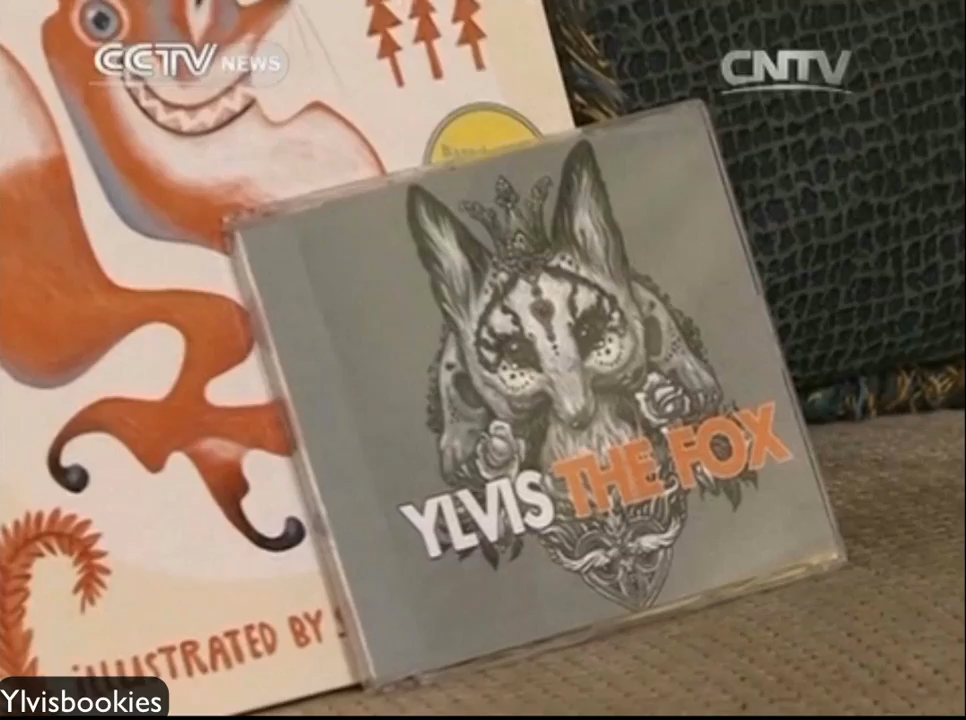 CCTV NEWS
CNTV
YLVIS THE FOX
ILLUSTRATED BY
Ylvisbookies